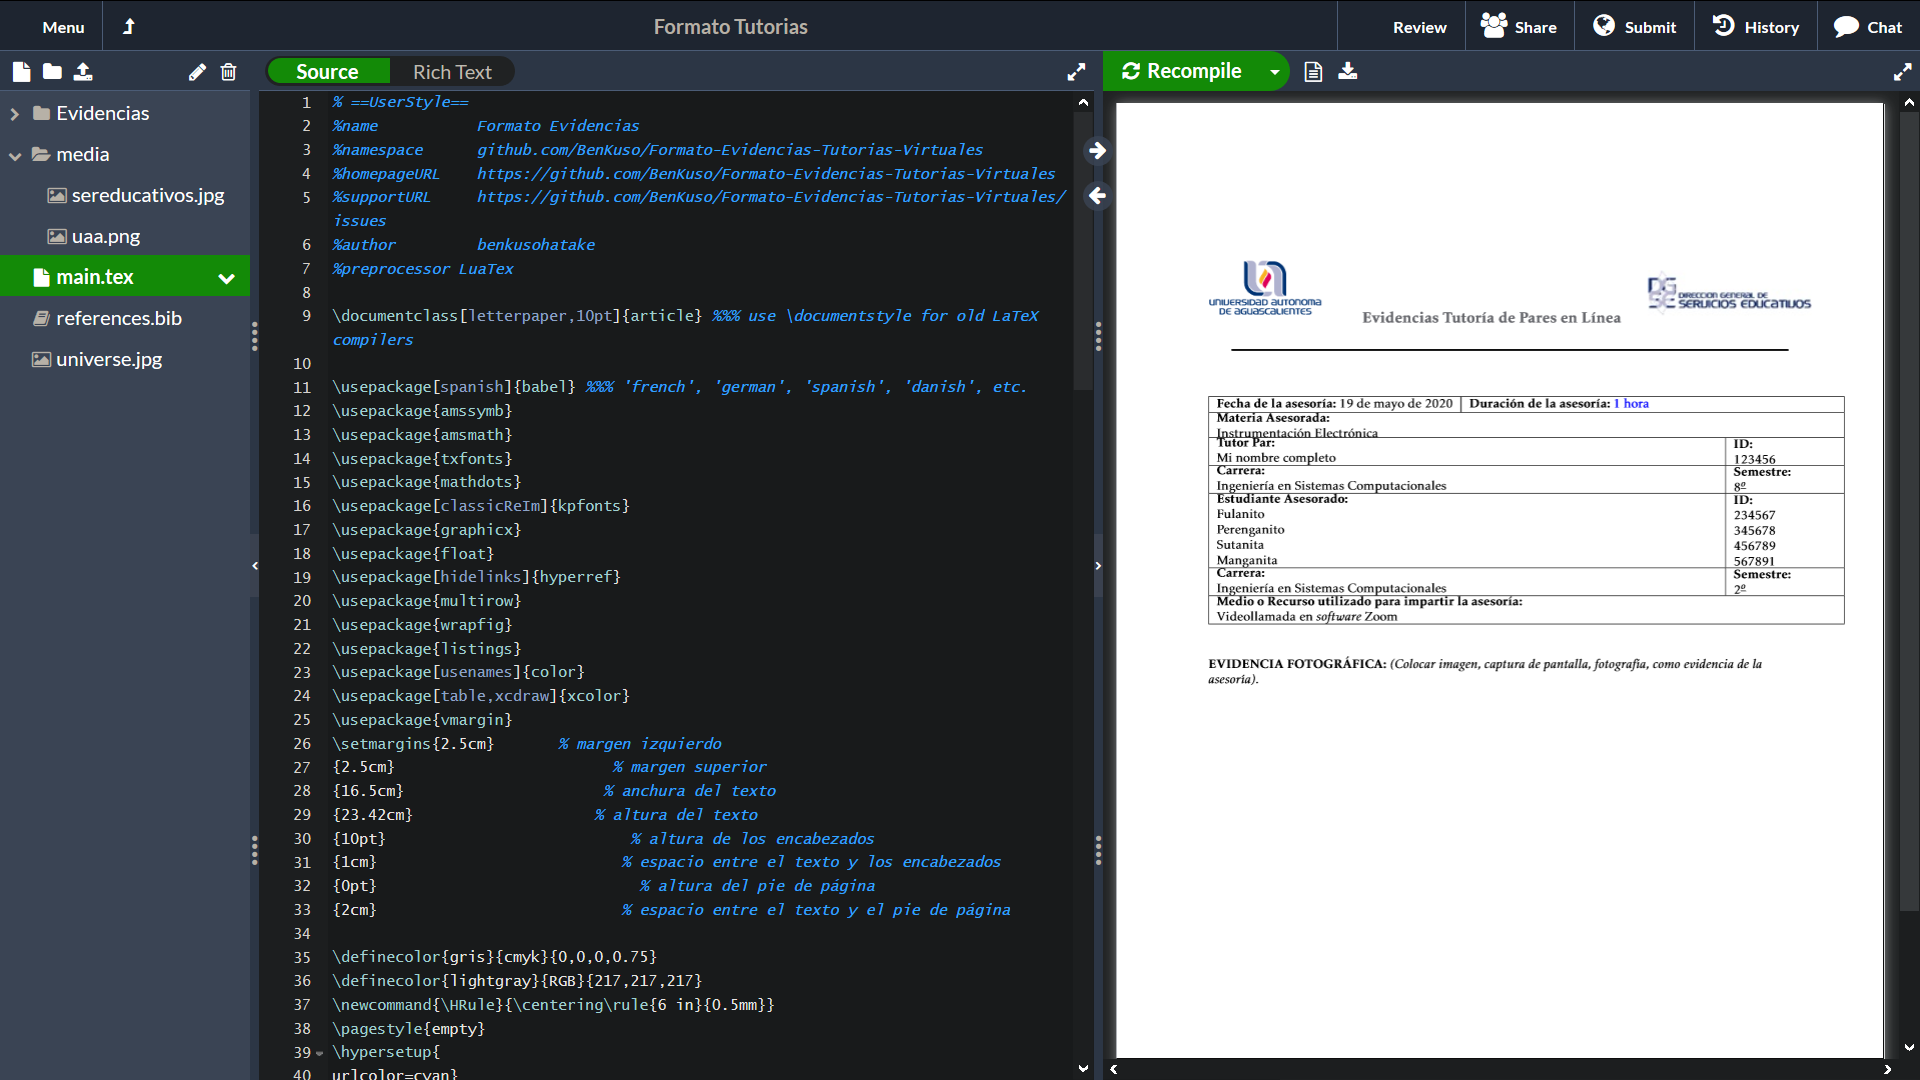 Menu
Formato Tutorias
Review
Share
Submit
History
Chat
Source
Rich Text
Recompile
Evidencias
media
sereducativos.jpg
uaa.png
main.tex
references.bib
universe.jpg
1 % ==UserStyle==
2 %name Formato Evidencias
3 %namespace github.com/BenKuso/Formato-Evidencias-Tutorias-Virtuales
4 %homepageURL https://github.com/BenKuso/Formato-Evidencias-Tutorias-Virtuales
5 %supportURL https://github.com/BenKuso/Formato-Evidencias-Tutorias-Virtuales/
issues
6 %author benkusohatake
7 %preprocessor LuaTex
8
9 \documentclass[letterpaper,10pt]{article} %%% use \documentstyle for old LaTeX
compilers
10
11 \usepackage[spanish]{babel} %%% 'french', 'german', 'spanish', 'danish', etc.
12 \usepackage{amssymb}
13 \usepackage{amsmath}
14 \usepackage{txfonts}
15 \usepackage{mathdots}
16 \usepackage[classicReIm]{kpfonts}
17 \usepackage{graphicx}
18 \usepackage{float}
19 \usepackage[hidelinks]{hyperref}
20 \usepackage{multirow}
21 \usepackage{wrapfig}
22 \usepackage{listings}
23 \usepackage[usenames]{color}
24 \usepackage[table,xcdraw]{xcolor}
25 \usepackage{vmargin}
26 \setmargins{2.5cm} % margen izquierdo
27 {2.5cm} % margen superior
28 {16.5cm} % anchura del texto
29 {23.42cm} % altura del texto
30 {10pt} % altura de los encabezados
31 {1cm} % espacio entre el texto y los encabezados
32 {0pt} % altura del pie de página
33 {2cm} % espacio entre el texto y el pie de página
34
35 \definecolor{gris}{cmyk}{0,0,0,0.75}
36 \definecolor{lightgray}{RGB}{217,217,217}
37 \newcommand{\HRule}{\centering\rule{6 in}{0.5mm}}
38 \pagestyle{empty}
39 \hypersetup{
40 urlcolor=cyan}
UNIVERSIDAD AUTONOMA
DE AGUASCALIENTES
Evidencias Tutoría de Pares en Línea
DGSE
DIRECCION GENERAL DE
SERVICIOS EDUCATIVOS
Fecha de la asesoría: 19 de mayo de 2020 Duración de la asesoría: 1 hora
Materia Asesorada:
Instrumentación Electrónica
Tutor Par: ID:
Mi nombre completo 123456
Carrera: Semestre:
Ingeniería en Sistemas Computacionales 8º
Estudiante Asesorado: ID:
Fulanito 234567
Perenganito 345678
Sutanita 456789
Manganita 567891
Carrera: Semestre:
Ingeniería en Sistemas Computacionales 2º
Medio o Recurso utilizado para impartir la asesoría:
Videollamada en software Zoom
EVIDENCIA FOTOGRÁFICA: (Colocar imagen, captura de pantalla, fotografía, como evidencia de la
asesoría).